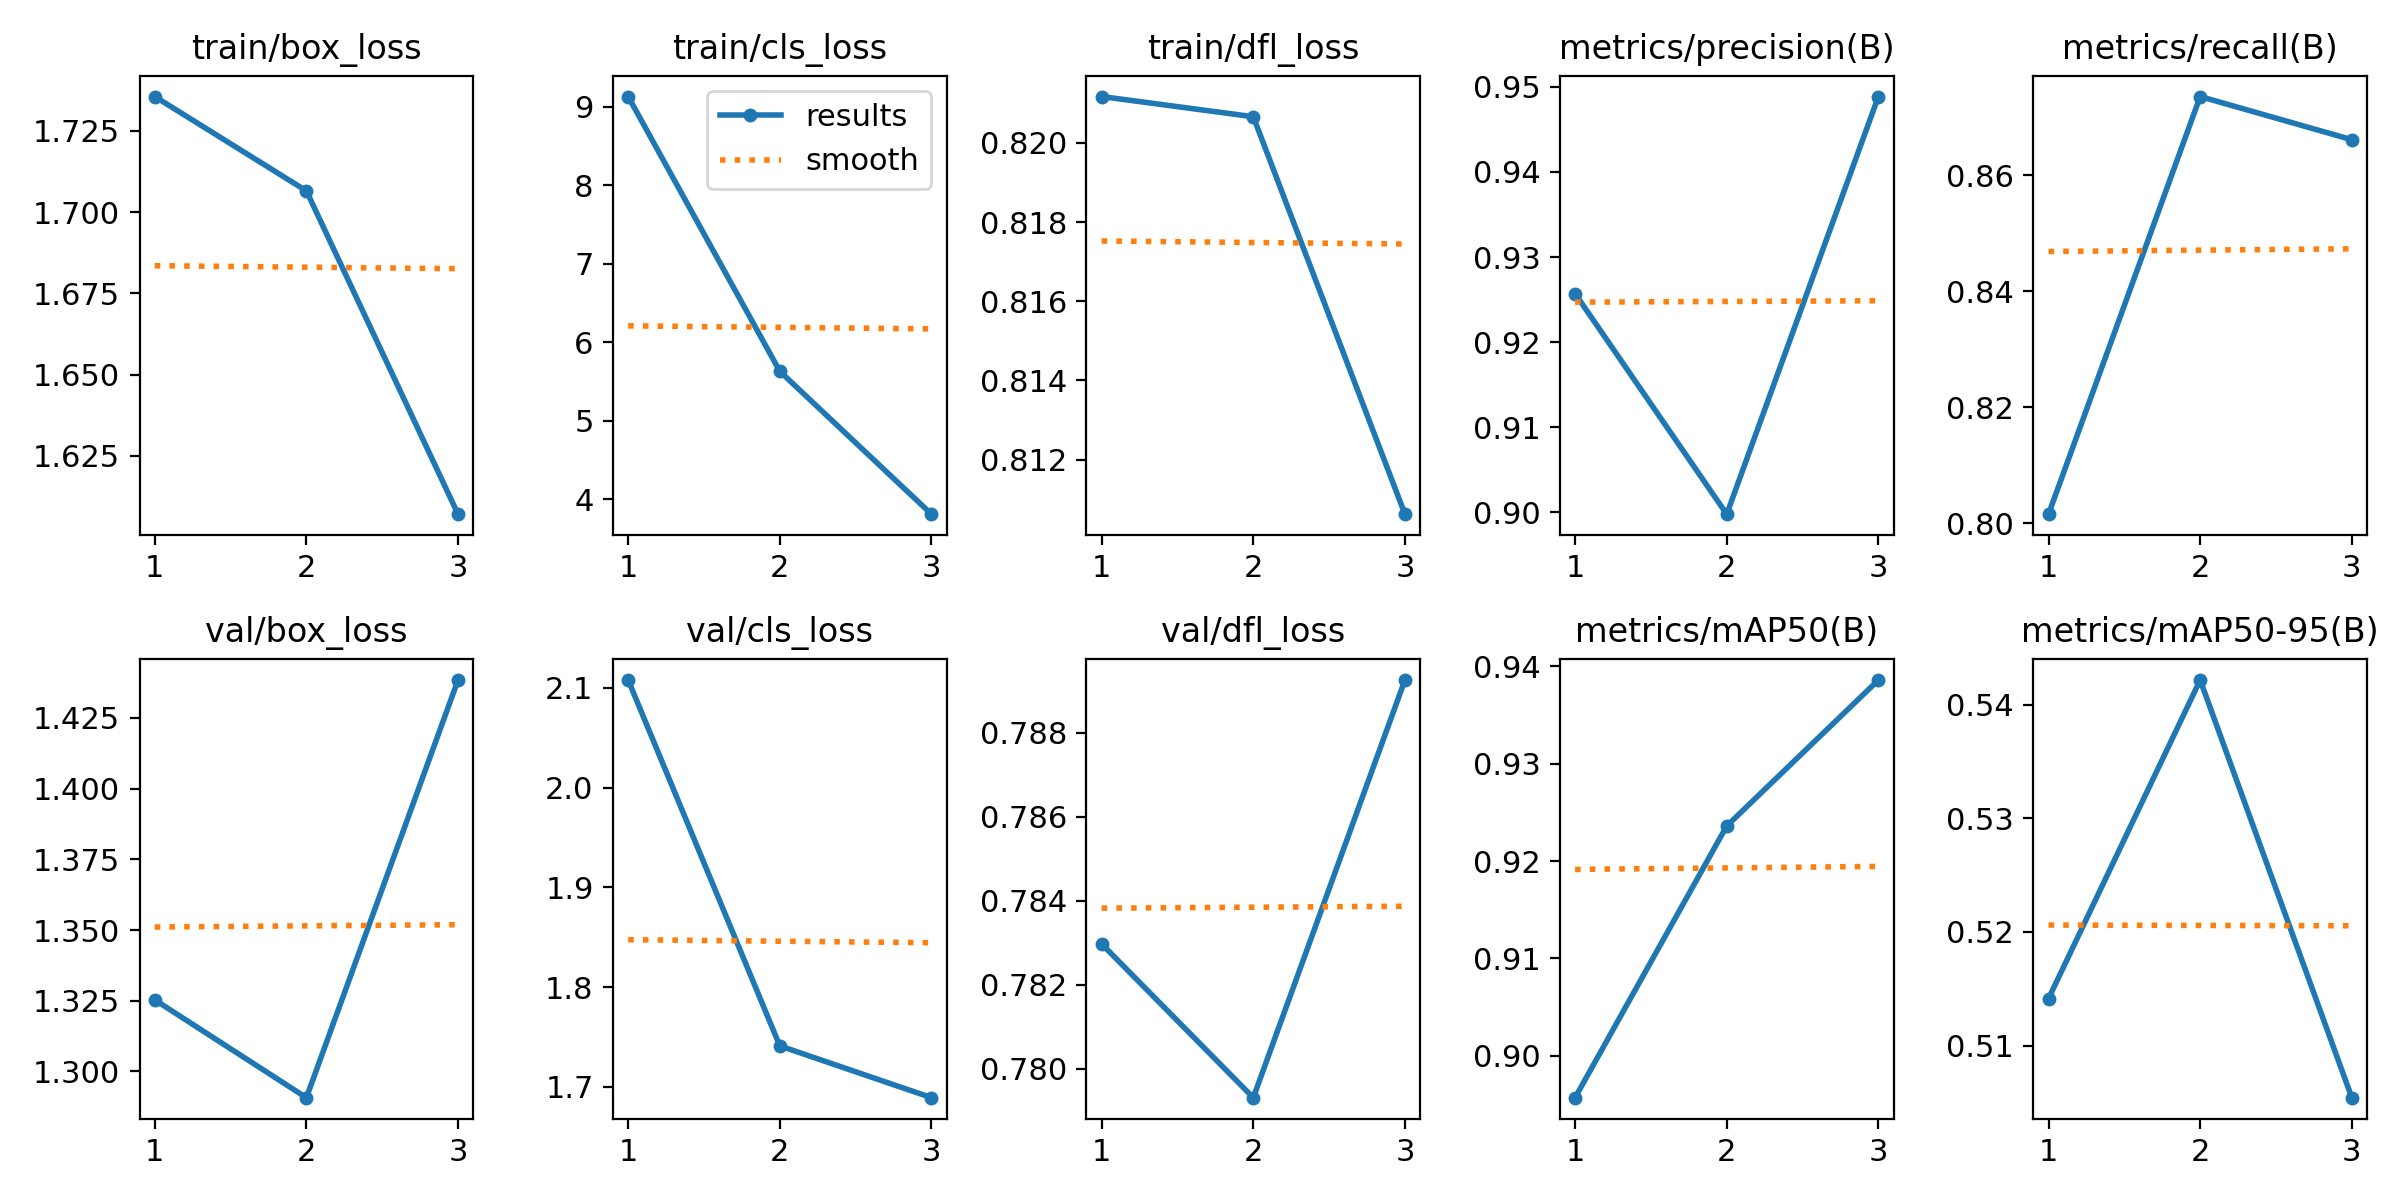 train/box_loss
1.725
1.700
1.675
1.650
1.625
1 2 3
train/cls_loss
results
smooth
9
8
7
6
5
4
1 2 3
train/dfl_loss
0.820
0.818
0.816
0.814
0.812
1 2 3
metrics/precision(B)
0.95
0.94
0.93
0.92
0.91
0.90
1 2 3
metrics/recall(B)
0.86
0.84
0.82
0.80
1 2 3
val/box_loss
1.425
1.400
1.375
1.350
1.325
1.300
1 2 3
val/cls_loss
2.1
2.0
1.9
1.8
1.7
1 2 3
val/dfl_loss
0.788
0.786
0.784
0.782
0.780
1 2 3
metrics/mAP50(B)
0.94
0.93
0.92
0.91
0.90
1 2 3
metrics/mAP50-95(B)
0.54
0.53
0.52
0.51
1 2 3